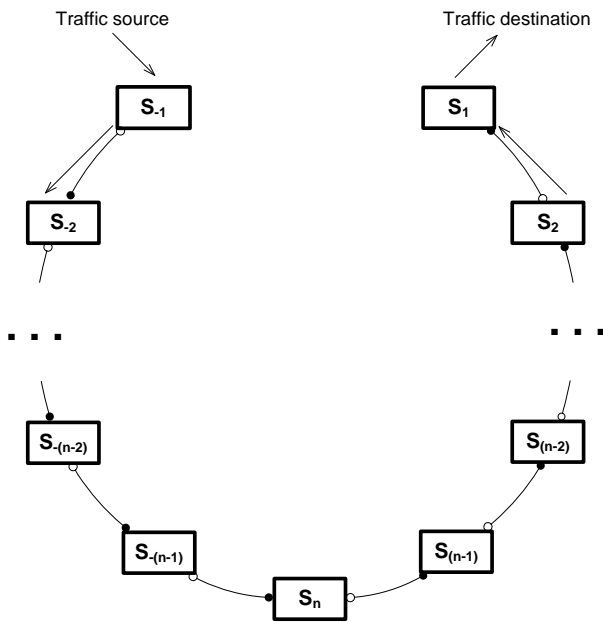 Traffic source Traffic destination
S-1 S1
S-2 S2
. . . . . .
S-(n-2) S(n-2)
S-(n-1) S(n-1)
Sn